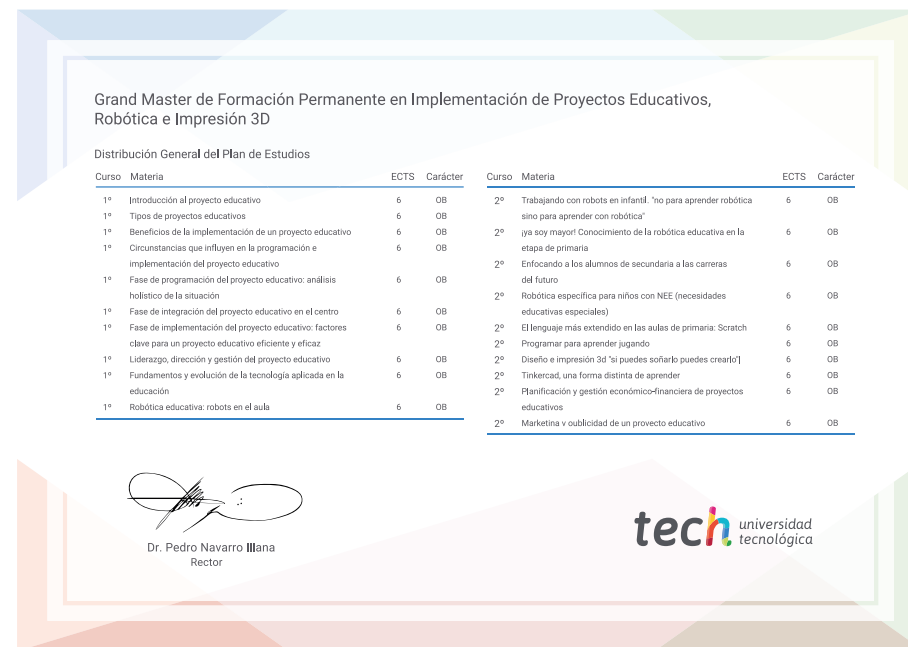 Grand Master de Formación Permanente en Implementación de Proyectos Educativos,
Robótica e Impresión 3D
Distribución General del Plan de Estudios
Curso Materia ECTS Carácter
1º Introducción al proyecto educativo 6 OB
1º Tipos de proyectos educativos 6 OB
1º Beneficios de la implementación de un proyecto educativo 6 OB
1º Circunstancias que influyen en la programación e 6 OB
implementación del proyecto educativo
1º Fase de programación del proyecto educativo: análisis 6 OB
holístico de la situación
1º Fase de integración del proyecto educativo en el centro 6 OB
1º Fase de implementación del proyecto educativo: factores 6 OB
clave para un proyecto educativo eficiente y eficaz
1º Liderazgo, dirección y gestión del proyecto educativo 6 OB
1º Fundamentos y evolución de la tecnología aplicada en la 6 OB
educación
1º Robótica educativa: robots en el aula 6 OB
Curso Materia ECTS Carácter
2º Trabajando con robots en infantil. "no para aprender robótica 6 OB
sino para aprender con robótica"
2º ¡ya soy mayor! Conocimiento de la robótica educativa en la 6 OB
etapa de primaria
2º Enfocando a los alumnos de secundaria a las carreras 6 OB
del futuro
2º Robótica específica para niños con NEE (necesidades 6 OB
educativas especiales)
2º El lenguaje más extendido en las aulas de primaria: Scratch 6 OB
2º Programar para aprender jugando 6 OB
2º Diseño e impresión 3d "si puedes soñarlo puedes crearlo"| 6 OB
2º Tinkercad, una forma distinta de aprender 6 OB
2º Planificación y gestión económico-financiera de proyectos 6 OB
educativos
2º Marketing y publicidad de un proyecto educativo 6 OB
Dr. Pedro Navarro Illana
Rector
tech universidad
tecnológica